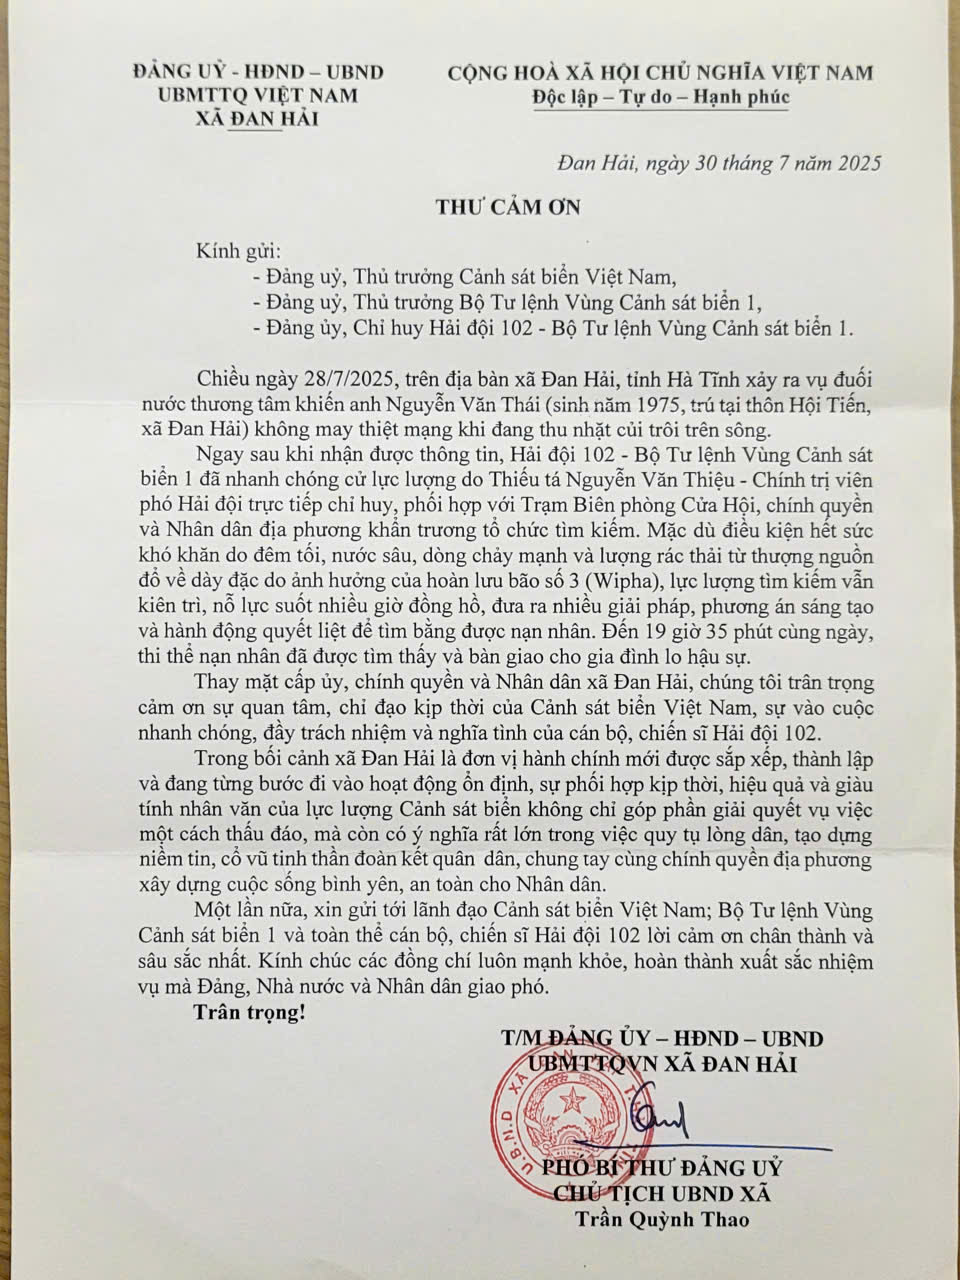 ĐẢNG UỶ - HĐND – UBND
UBMTTQ VIỆT NAM
XÃ ĐAN HẢI
CỘNG HOÀ XÃ HỘI CHỦ NGHĨA VIỆT NAM
Độc lập – Tự do – Hạnh phúc
Đan Hải, ngày 30 tháng 7 năm 2025
THƯ CẢM ƠN
Kính gửi:
- Đảng uỷ, Thủ trưởng Cảnh sát biển Việt Nam,
- Đảng uỷ, Thủ trưởng Bộ Tư lệnh Vùng Cảnh sát biển 1,
- Đảng ủy, Chỉ huy Hải đội 102 - Bộ Tư lệnh Vùng Cảnh sát biển 1.
Chiều ngày 28/7/2025, trên địa bàn xã Đan Hải, tỉnh Hà Tĩnh xảy ra vụ đuối
nước thương tâm khiến anh Nguyễn Văn Thái (sinh năm 1975, trú tại thôn Hội Tiến,
xã Đan Hải) không may thiệt mạng khi đang thu nhặt củi trôi trên sông.
Ngay sau khi nhận được thông tin, Hải đội 102 - Bộ Tư lệnh Vùng Cảnh sát
biển 1 đã nhanh chóng cử lực lượng do Thiếu tá Nguyễn Văn Thiệu - Chính trị viên
phó Hải đội trực tiếp chỉ huy, phối hợp với Trạm Biên phòng Cửa Hội, chính quyền
và Nhân dân địa phương khẩn trương tổ chức tìm kiếm. Mặc dù điều kiện hết sức
khó khăn do đêm tối, nước sâu, dòng chảy mạnh và lượng rác thải từ thượng nguồn
đổ về dày đặc do ảnh hưởng của hoàn lưu bão số 3 (Wipha), lực lượng tìm kiếm vẫn
kiên trì, nỗ lực suốt nhiều giờ đồng hồ, đưa ra nhiều giải pháp, phương án sáng tạo
và hành động quyết liệt để tìm bằng được nạn nhân. Đến 19 giờ 35 phút cùng ngày,
thi thể nạn nhân đã được tìm thấy và bàn giao cho gia đình lo hậu sự.
Thay mặt cấp ủy, chính quyền và Nhân dân xã Đan Hải, chúng tôi trân trọng
cảm ơn sự quan tâm, chỉ đạo kịp thời của Cảnh sát biển Việt Nam, sự vào cuộc
nhanh chóng, đầy trách nhiệm và nghĩa tình của cán bộ, chiến sĩ Hải đội 102.
Trong bối cảnh xã Đan Hải là đơn vị hành chính mới được sắp xếp, thành lập
và đang từng bước đi vào hoạt động ổn định, sự phối hợp kịp thời, hiệu quả và giàu
tính nhân văn của lực lượng Cảnh sát biển không chỉ góp phần giải quyết vụ việc
một cách thấu đáo, mà còn có ý nghĩa rất lớn trong việc quy tụ lòng dân, tạo dựng
niềm tin, cổ vũ tinh thần đoàn kết quân dân, chung tay cùng chính quyền địa phương
xây dựng cuộc sống bình yên, an toàn cho Nhân dân.
Một lần nữa, xin gửi tới lãnh đạo Cảnh sát biển Việt Nam; Bộ Tư lệnh Vùng
Cảnh sát biển 1 và toàn thể cán bộ, chiến sĩ Hải đội 102 lời cảm ơn chân thành và
sâu sắc nhất. Kính chúc các đồng chí luôn mạnh khỏe, hoàn thành xuất sắc nhiệm
vụ mà Đảng, Nhà nước và Nhân dân giao phó.
Trân trọng!
T/M ĐẢNG ỦY – HĐND – UBND
UBMTTQVN XÃ ĐAN HẢI
U.B.N.D XÃ ĐAN
PHÓ BÍ THƯ ĐẢNG UỶ
CHỦ TỊCH UBND XÃ
Trần Quỳnh Thao